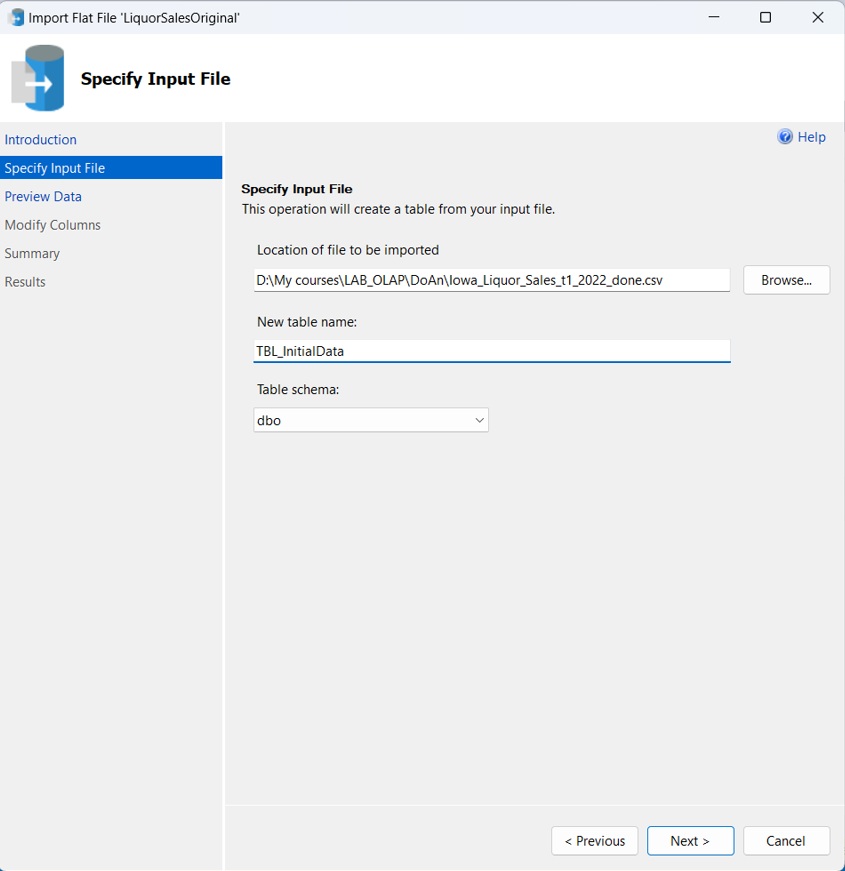 Import Flat File 'LiquorSalesOriginal'
Specify Input File
Introduction
Specify Input File
Preview Data
Modify Columns
Summary
Results
Help
Specify Input File
This operation will create a table from your input file.
Location of file to be imported
D:\My courses\LAB_OLAP\DoAn\Iowa_Liquor_Sales_t1_2022_done.csv
Browse...
New table name:
TBL_InitialData
Table schema:
dbo
< Previous
Next >
Cancel